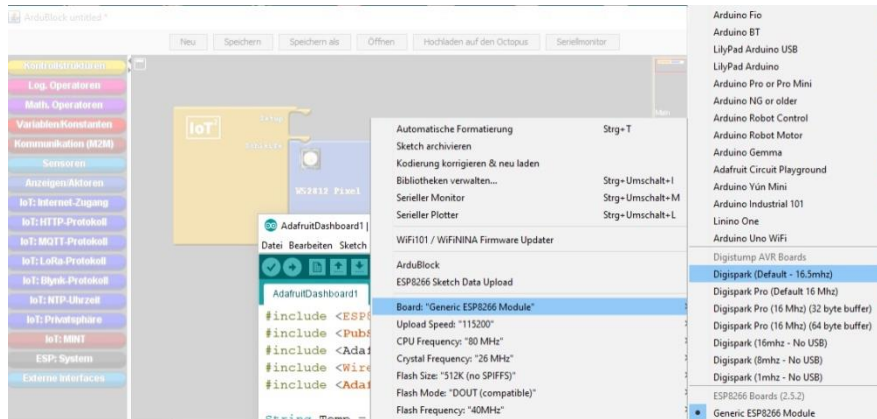 ArduBlock untitled *
Neu
Speichern
Speichern als
Öffnen
Hochladen auf den Octopus
Seriellmonitor
Kontrollstrukturen
Log. Operatoren
Math. Operatoren
Variablen/Konstanten
Kommunikation (M2M)
Sensoren
Anzeigen/Aktoren
IoT: Internet-Zugang
IoT: HTTP-Protokoll
IoT: MQTT-Protokoll
IoT: LoRa-Protokoll
IoT: Blynk-Protokoll
IoT: NTP-Uhrzeit
IoT: Privatsphäre
IoT: MINT
ESP: System
Externe Interfaces
IoT²
Setup
WS2812 Pixel
AdafruitDashboard1 |
Datei Bearbeiten Sketch
AdafruitDashboard1
#include <ESP8
#include <Pub
#include <Ada
#include <Wire
#include <Adaf
String Temp =
Automatische Formatierung Strg+T
Sketch archivieren
Kodierung korrigieren & neu laden
Bibliotheken verwalten... Strg+Umschalt+I
Serieller Monitor Strg+Umschalt+M
Serieller Plotter Strg+Umschalt+L
WiFi101 / WiFiNINA Firmware Updater
ArduBlock
ESP8266 Sketch Data Upload
Board: "Generic ESP8266 Module"
Upload Speed: "115200"
CPU Frequency: "80 MHz"
Crystal Frequency: "26 MHz"
Flash Size: "512K (no SPIFFS)"
Flash Mode: "DOUT (compatible)"
Flash Frequency: "40MHz"
Arduino Fio
Arduino BT
LilyPad Arduino USB
LilyPad Arduino
Arduino Pro or Pro Mini
Arduino NG or older
Arduino Robot Control
Arduino Robot Motor
Arduino Gemma
Adafruit Circuit Playground
Arduino Yún Mini
Arduino Industrial 101
Linino One
Arduino Uno WiFi
Digistump AVR Boards
Digispark (Default - 16.5mhz)
Digispark Pro (Default 16 Mhz)
Digispark Pro (16 Mhz) (32 byte buffer)
Digispark Pro (16 Mhz) (64 byte buffer)
Digispark (16mhz - No USB)
Digispark (8mhz - No USB)
Digispark (1mhz - No USB)
ESP8266 Boards (2.5.2)
Generic ESP8266 Module